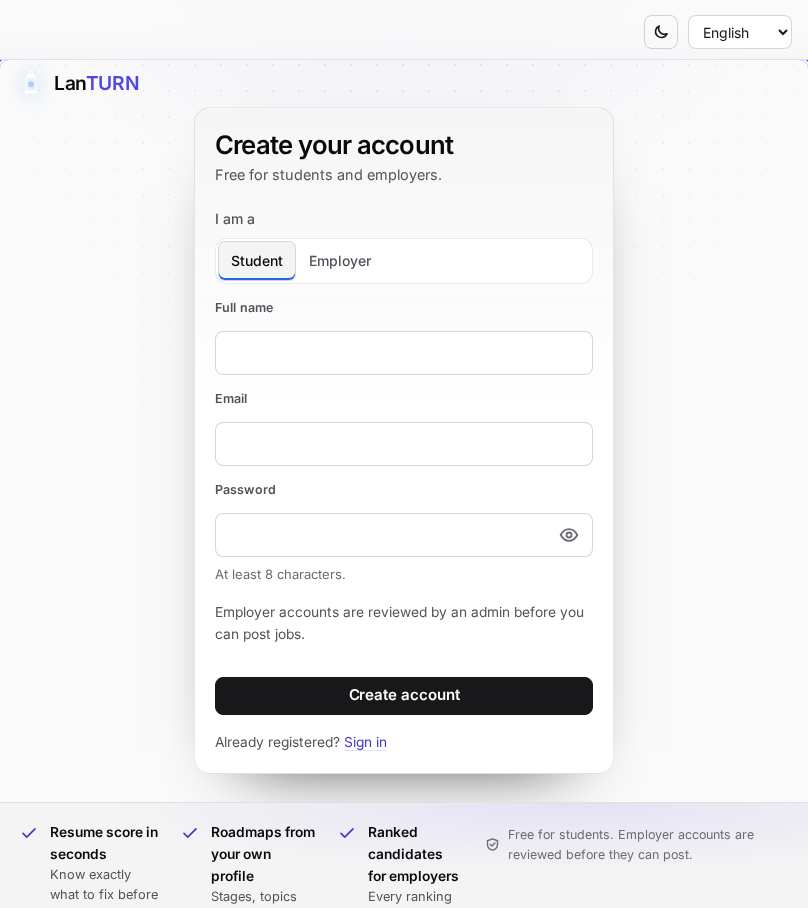 English
LanTURN
Create your account
Free for students and employers.
I am a
Student
Employer
Full name
Email
Password
At least 8 characters.
Employer accounts are reviewed by an admin before you
can post jobs.
Create account
Already registered? Sign in
Resume score in
seconds
Know exactly
what to fix before
Roadmaps from
your own
profile
Stages, topics
Ranked
candidates
for employers
Every ranking
Free for students. Employer accounts are
reviewed before they can post.